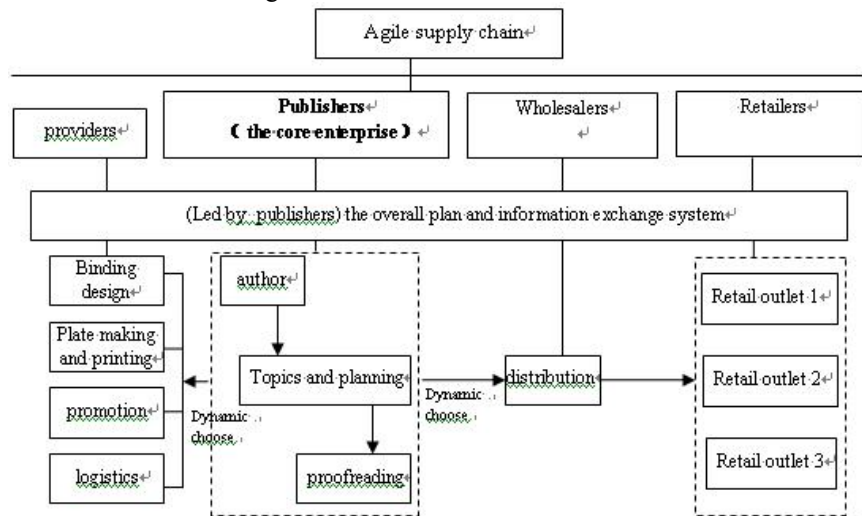 Agile supply chain
providers
Publishers
( the core enterprise )
Wholesalers
Retailers
(Led by publishers) the overall plan and information exchange system
Binding
design
author
Retail outlet 1
Plate making
and printing
Topics and planning
distribution
Retail outlet 2
Dynamic
choose
Dynamic
choose
promotion
logistics
proofreading
Retail outlet 3